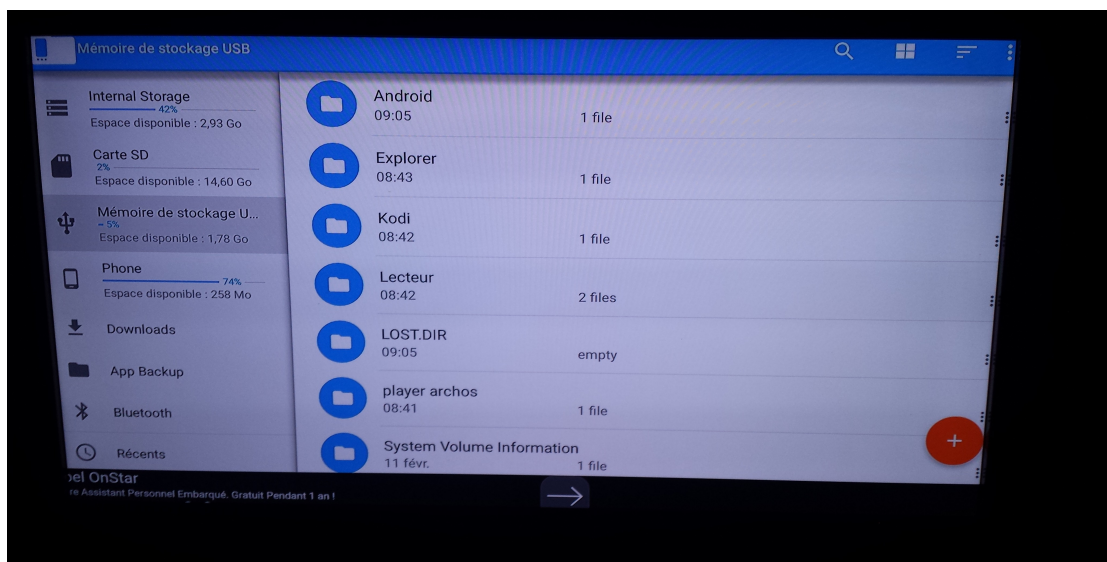 Mémoire de stockage USB
Internal Storage
42%
Espace disponible : 2,93 Go
Carte SD
2%
Espace disponible : 14,60 Go
Mémoire de stockage U...
~ 5%
Espace disponible : 1,78 Go
Phone
74%
Espace disponible : 258 Mo
Downloads
App Backup
Bluetooth
Récents
Android
09:05 1 file
Explorer
08:43 1 file
Kodi
08:42 1 file
Lecteur
08:42 2 files
LOST.DIR
09:05 empty
player archos
08:41 1 file
System Volume Information
11 févr. 1 file
OnStar
Assistant Personnel Embarqué. Gratuit Pendant 1 an !